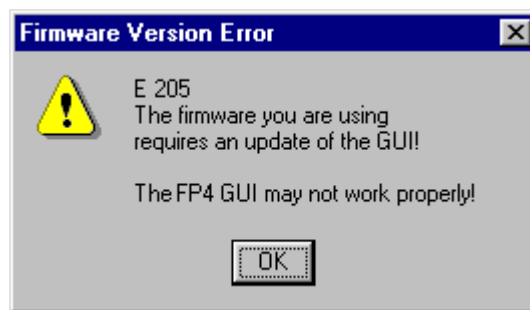 Firmware Version Error
E 205
The firmware you are using
requires an update of the GUI!
The FP4 GUI may not work properly!
OK